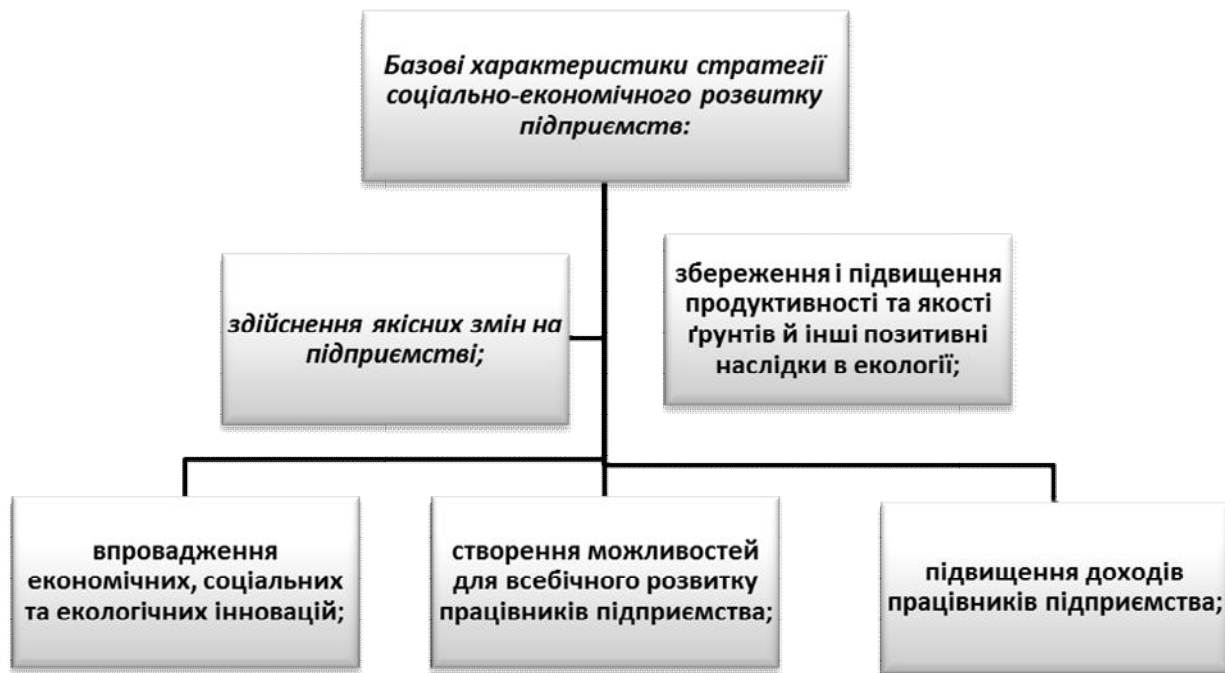 Базові характеристики стратегії
соціально-економічного розвитку
підприємств:
здійснення якісних змін на
підприємстві;
збереження і підвищення
продуктивності та якості
ґрунтів й інші позитивні
наслідки в екології;
впровадження
економічних, соціальних
та екологічних інновацій;
створення можливостей
для всебічного розвитку
працівників підприємства;
підвищення доходів
працівників підприємства;